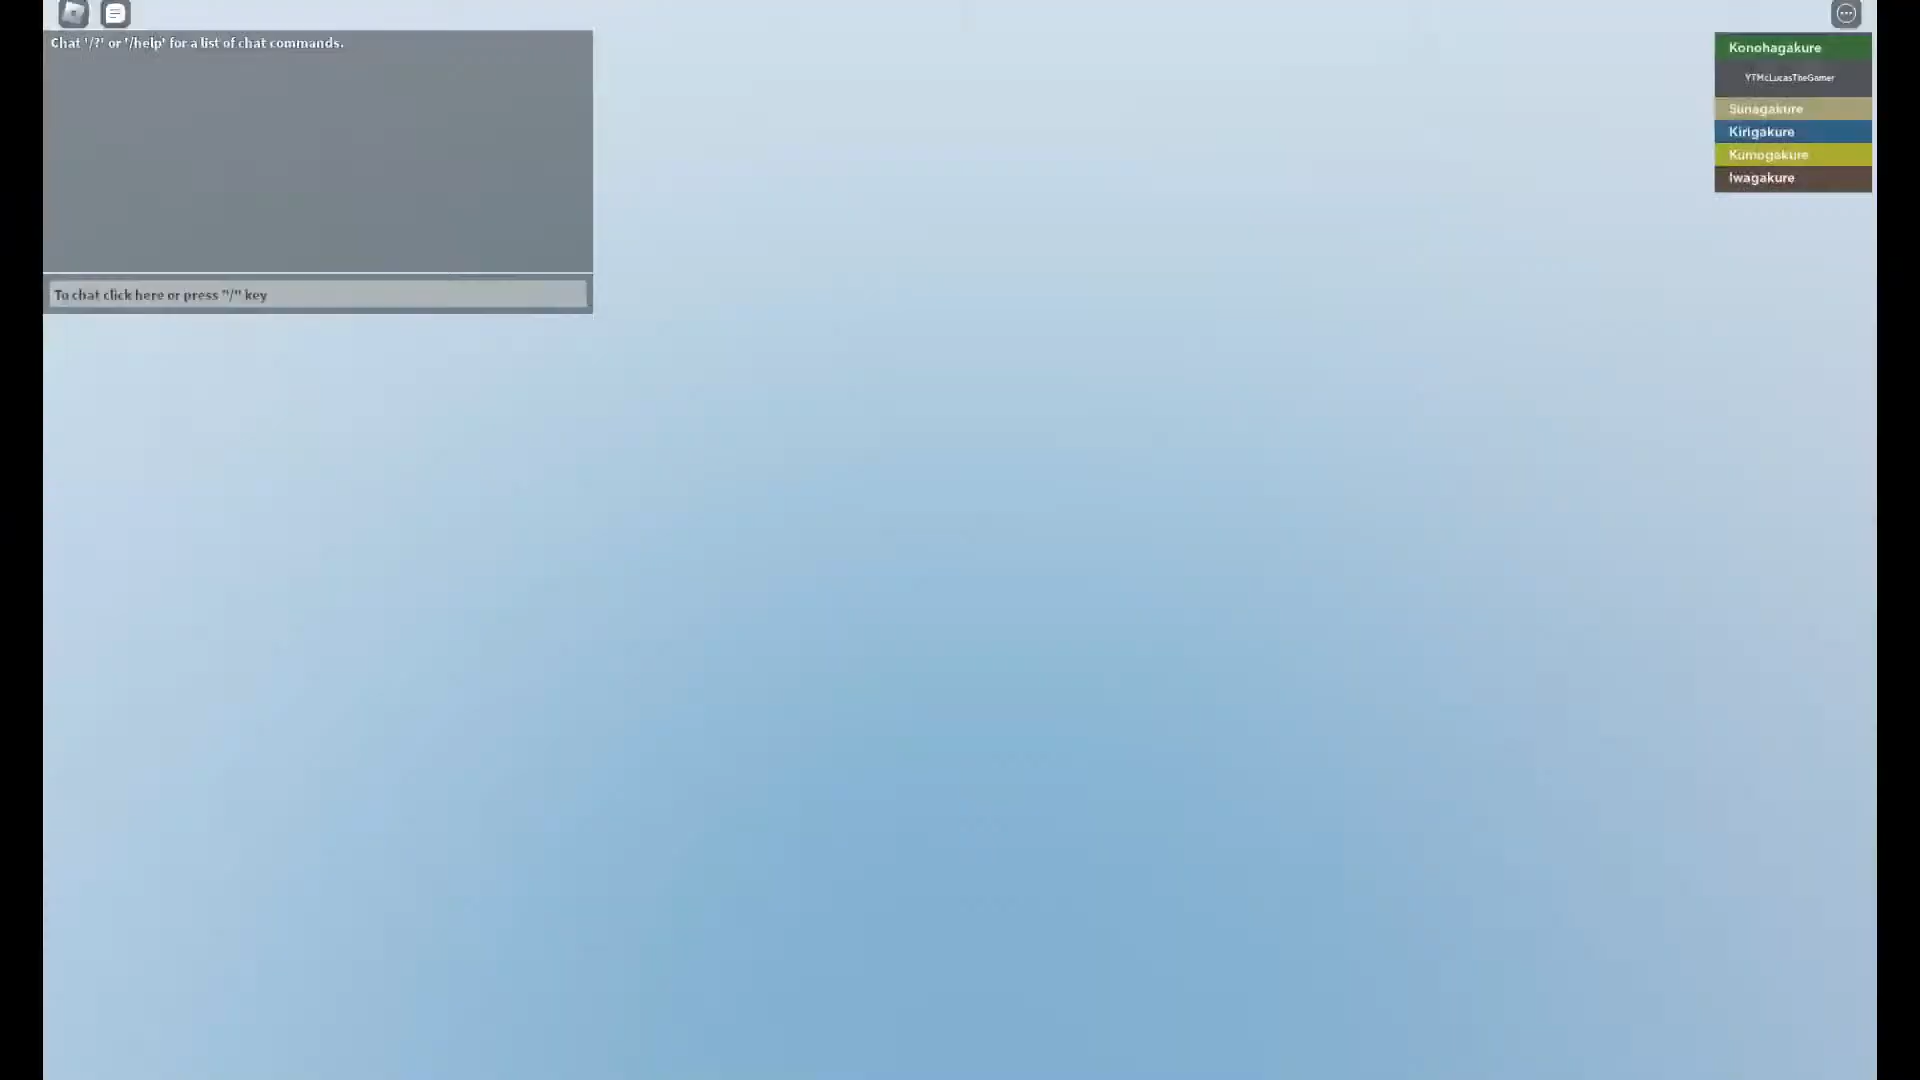 Chat '/?' or '/help' for a list of chat commands.
To chat click here or press "/" key
Konohagakure
YTMcLucasTheGamer
Sunagakure
Kirigakure
Kumogakure
Iwagakure